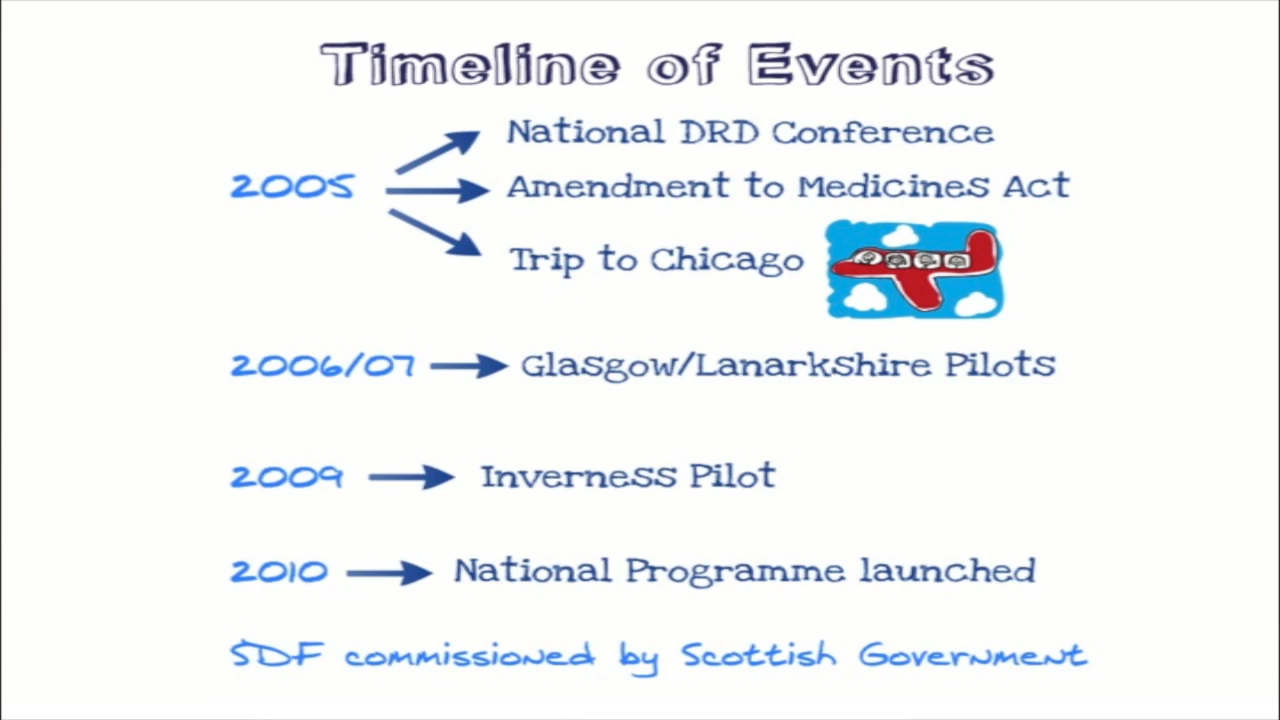 Timeline of Events
National DRD Conference
2005 Amendment to Medicines Act
Trip to Chicago
2006/07 Glasgow/Lanarkshire Pilots
2009 Inverness Pilot
2010 National Programme launched
SDF commissioned by Scottish Government